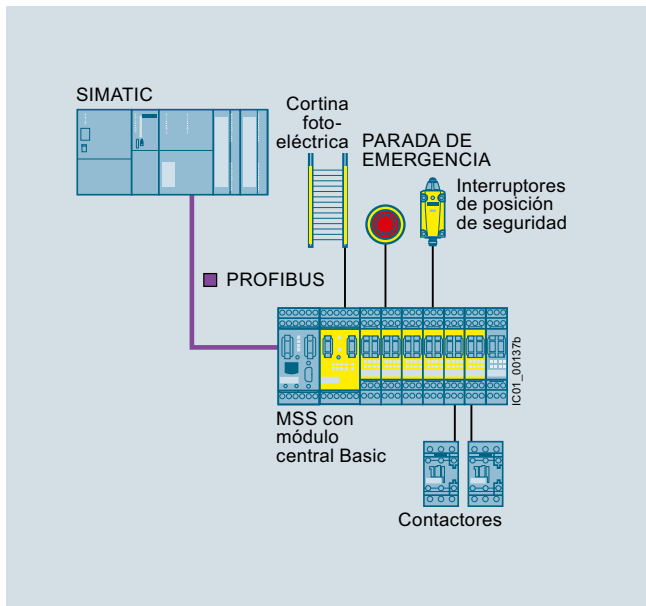 SIMATIC
Cortina
foto-
eléctrica
PARADA DE
EMERGENCIA
Interruptores
de posición
de seguridad
PROFIBUS
IC01_00137b
MSS con
módulo
central Basic
Contactores